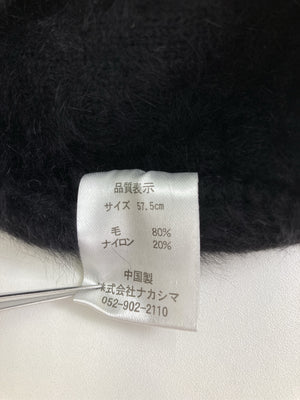 品質表示
サイズ 57.5cm
毛 80%
ナイロン 20%
中国製
株式会社ナカシマ
052-902-2110